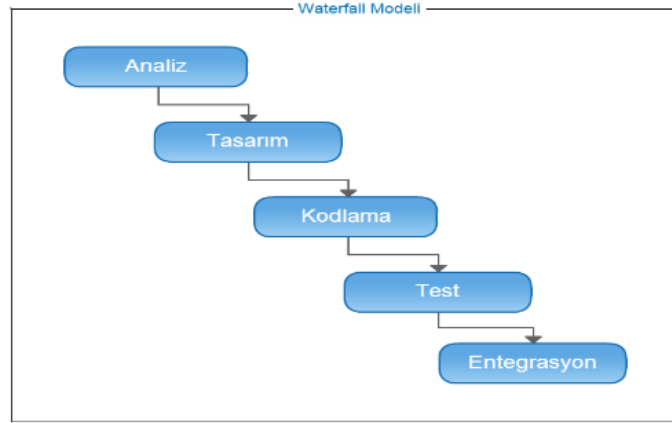 Waterfall Modeli
Analiz
Tasarım
Kodlama
Test
Entegrasyon